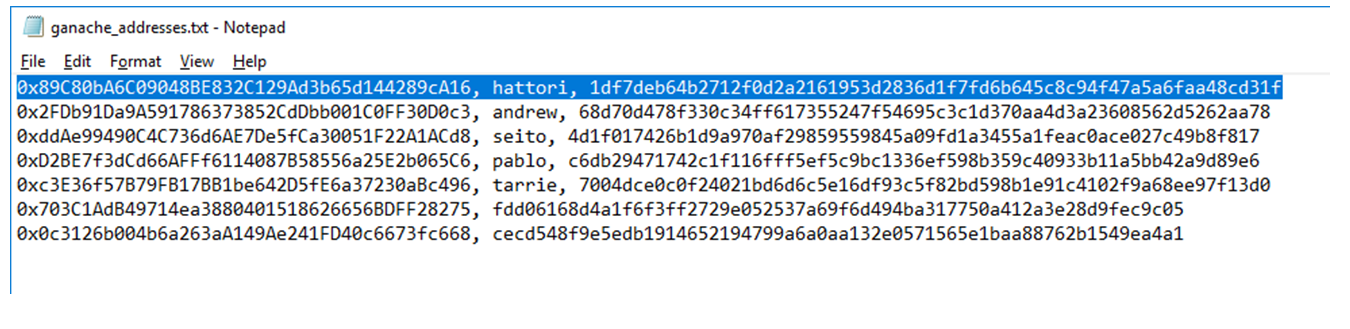 ganache_addresses.txt - Notepad
File Edit Format View Help
0x89C80bA6C09048BE832C129Ad3b65d144289cA16, hattori, 1df7deb64b2712f0d2a2161953d2836d1f7fd6b645c8c94f47a5a6faa48cd31f
0x2FDb91Da9A591786373852CdDbb001C0FF30D0c3, andrew, 68d70d478f330c34ff617355247f54695c3c1d370aa4d3a23608562d5262aa78
0xddAe99490C4C736d6AE7De5fCa30051F22A1ACd8, seito, 4d1f017426b1d9a970af29859559845a09fd1a3455a1feac0ace027c49b8f817
0xD2BE7f3dCd66AFFf6114087B58556a25E2b065C6, pablo, c6db29471742c1f116fff5ef5c9bc1336ef598b359c40933b11a5bb42a9d89e6
0xc3E36f57B79FB17BB1be642D5fE6a37230aBc496, tarrie, 7004dce0c0f24021bd6d6c5e16df93c5f82bd598b1e91c4102f9a68ee97f13d0
0x703C1AdB49714ea3880401518626656BDFF28275, fdd06168d4a1f6f3ff2729e052537a69f6d494ba317750a412a3e28d9fec9c05
0x0c3126b004b6a263aA149Ae241FD40c6673fc668, cecd548f9e5edb1914652194799a6a0aa132e0571565e1baa88762b1549ea4a1